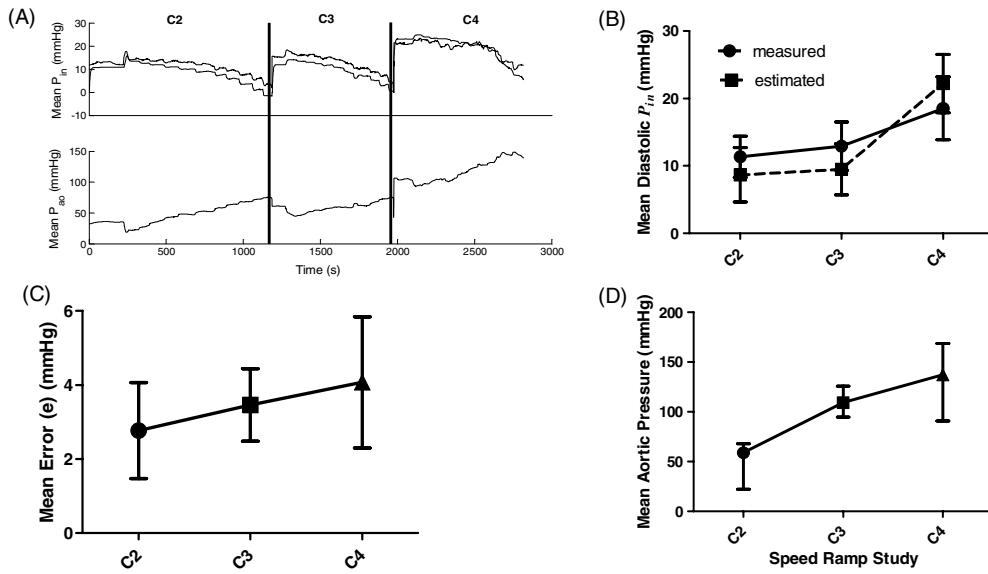 (A)
C2
C3
C4
Mean Pin (mmHg)
30
20
10
0
-10
Mean Pao (mmHg)
150
100
50
0
0
500
1000
1500
2000
2500
3000
Time (s)
(B)
Mean Diastolic Pin (mmHg)
30
20
10
0
measured
estimated
C2
C3
C4
(C)
Mean Error (e) (mmHg)
6
4
2
0
C2
C3
C4
(D)
Mean Aortic Pressure (mmHg)
200
150
100
50
0
C2
C3
C4
Speed Ramp Study